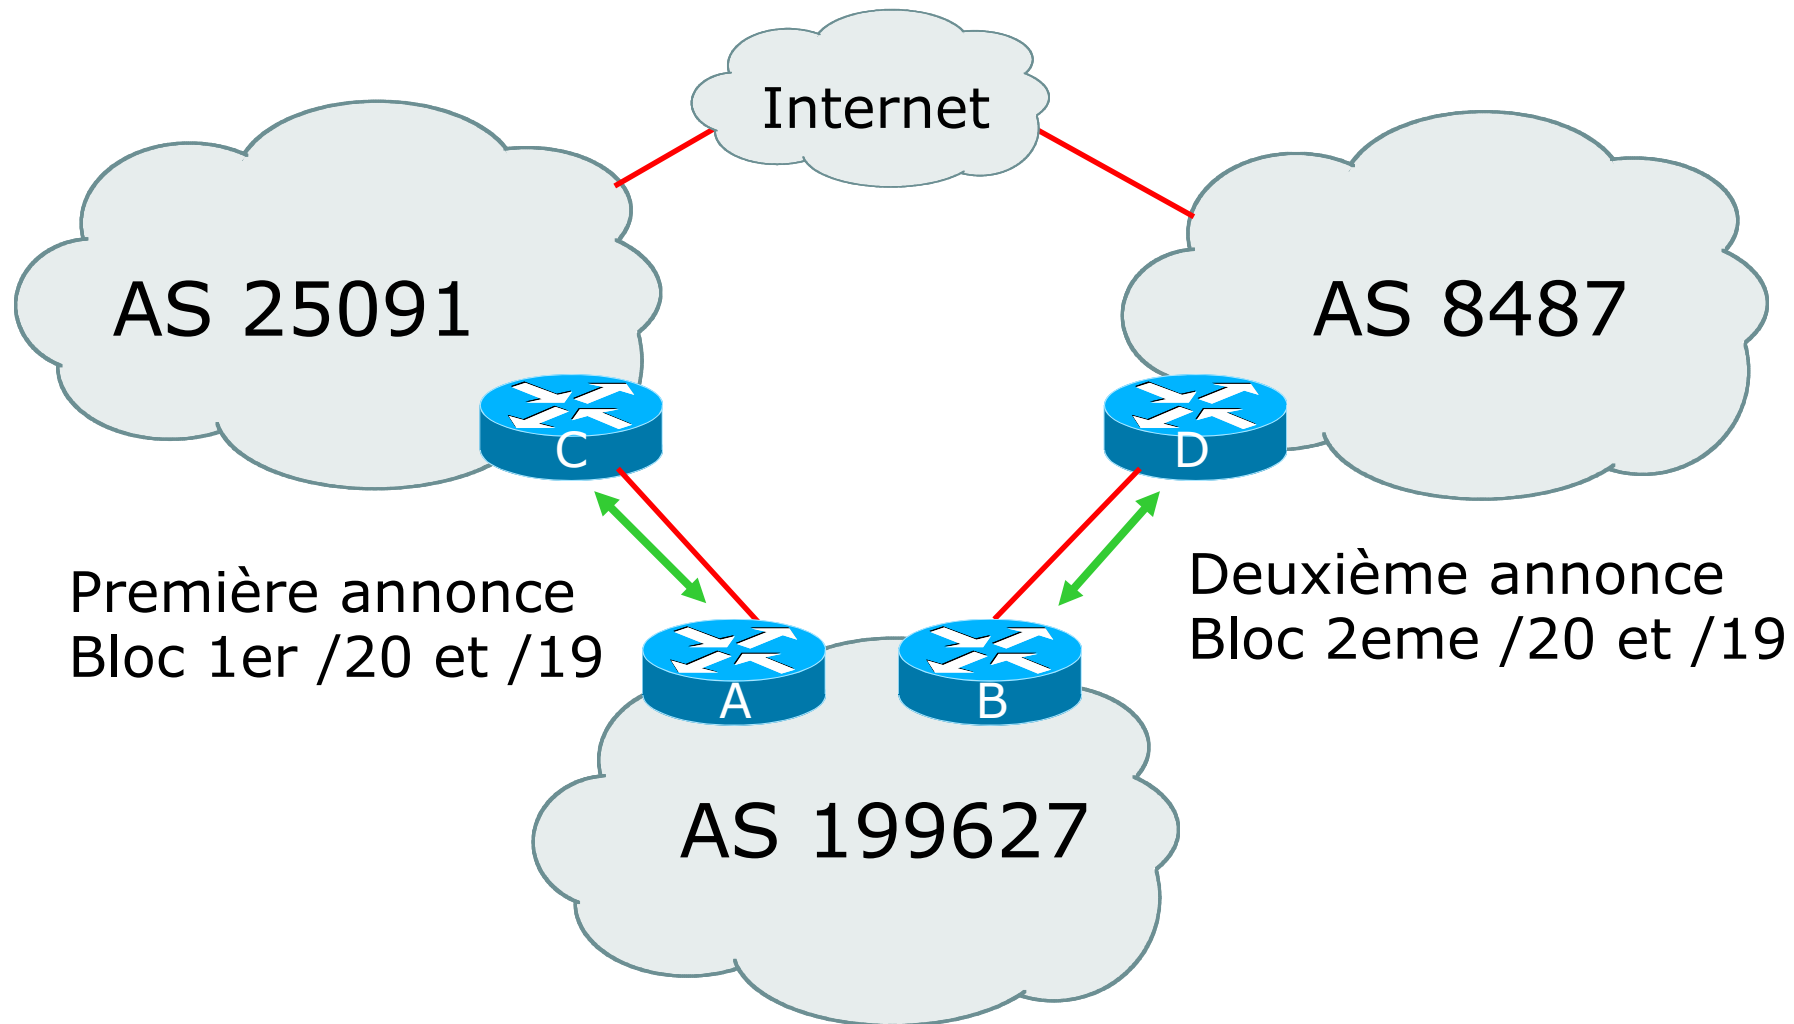 Internet
AS 25091
AS 8487
C
D
Première annonce
Bloc 1er /20 et /19
Deuxième annonce
Bloc 2eme /20 et /19
A
B
AS 199627